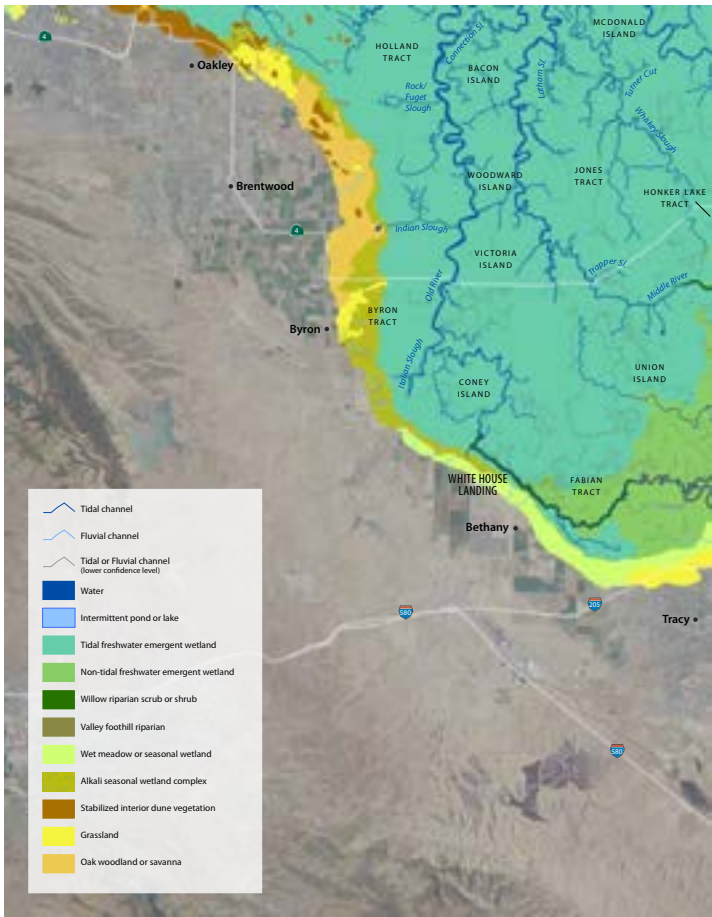 MCDONALD
ISLAND
4
HOLLAND
TRACT
Connection Sl.
Oakley
BACON
ISLAND
Latham Sl.
Turner Cut
Rock/
Fuget
Slough
Whiskey Slough
WOODWARD
ISLAND
JONES
TRACT
Brentwood
HONKER LAKE
TRACT
4
Indian Slough
VICTORIA
ISLAND
Trapper Sl.
Old River
Middle River
BYRON
TRACT
Byron
Italian Slough
UNION
ISLAND
CONEY
ISLAND
WHITE HOUSE
LANDING
FABIAN
TRACT
Bethany
580
205
Tracy
580
Tidal channel
Fluvial channel
Tidal or Fluvial channel
(lower confidence level)
Water
Intermittent pond or lake
Tidal freshwater emergent wetland
Non-tidal freshwater emergent wetland
Willow riparian scrub or shrub
Valley foothill riparian
Wet meadow or seasonal wetland
Alkali seasonal wetland complex
Stabilized interior dune vegetation
Grassland
Oak woodland or savanna